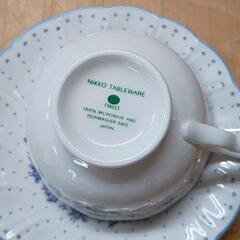 NIKKO TABLEWARE
OVEN, MICROWAVE AND
DISHWASHER SAFE
JAPAN